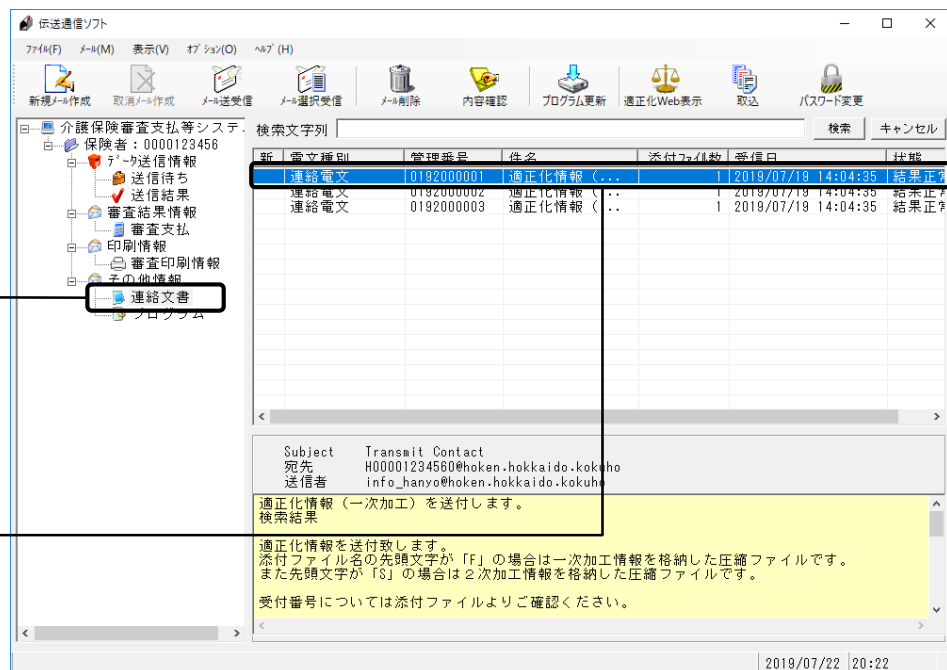 伝送通信ソフト
ファイル(F) メール(M) 表示(V) オプション(O) ヘルプ(H)
新規メール作成 取消メール作成 メール送受信 メール選択受信 メール削除 内容確認 プログラム更新 適正化Web表示 取込 パスワード変更
介護保険審査支払等システ.
保険者：0000123456
データ送信情報
送信待ち
送信結果
審査結果情報
審査支払
印刷情報
審査印刷情報
その他情報
連絡文書
プログラム
検索文字列 検索 キャンセル
新 電文種別 管理番号 件名 添付ファイル数 受信日 状態
連絡電文 0192000001 適正化情報（... 1 2019/07/19 14:04:35 結果正常
連絡電文 0192000002 適正化情報（... 1 2019/07/19 14:04:35 結果正常
連絡電文 0192000003 適正化情報（... 1 2019/07/19 14:04:35 結果正常
Subject Transmit Contact
宛先 H00001234560@hoken.hokkaido.kokuho
送信者 info_hanyo@hoken.hokkaido.kokuho
適正化情報（一次加工）を送付します。
検索結果
適正化情報を送付致します。
添付ファイル名の先頭文字が「F」の場合は一次加工情報を格納した圧縮ファイルです。
また先頭文字が「S」の場合は２次加工情報を格納した圧縮ファイルです。
受付番号については添付ファイルよりご確認ください。
2019/07/22 20:22